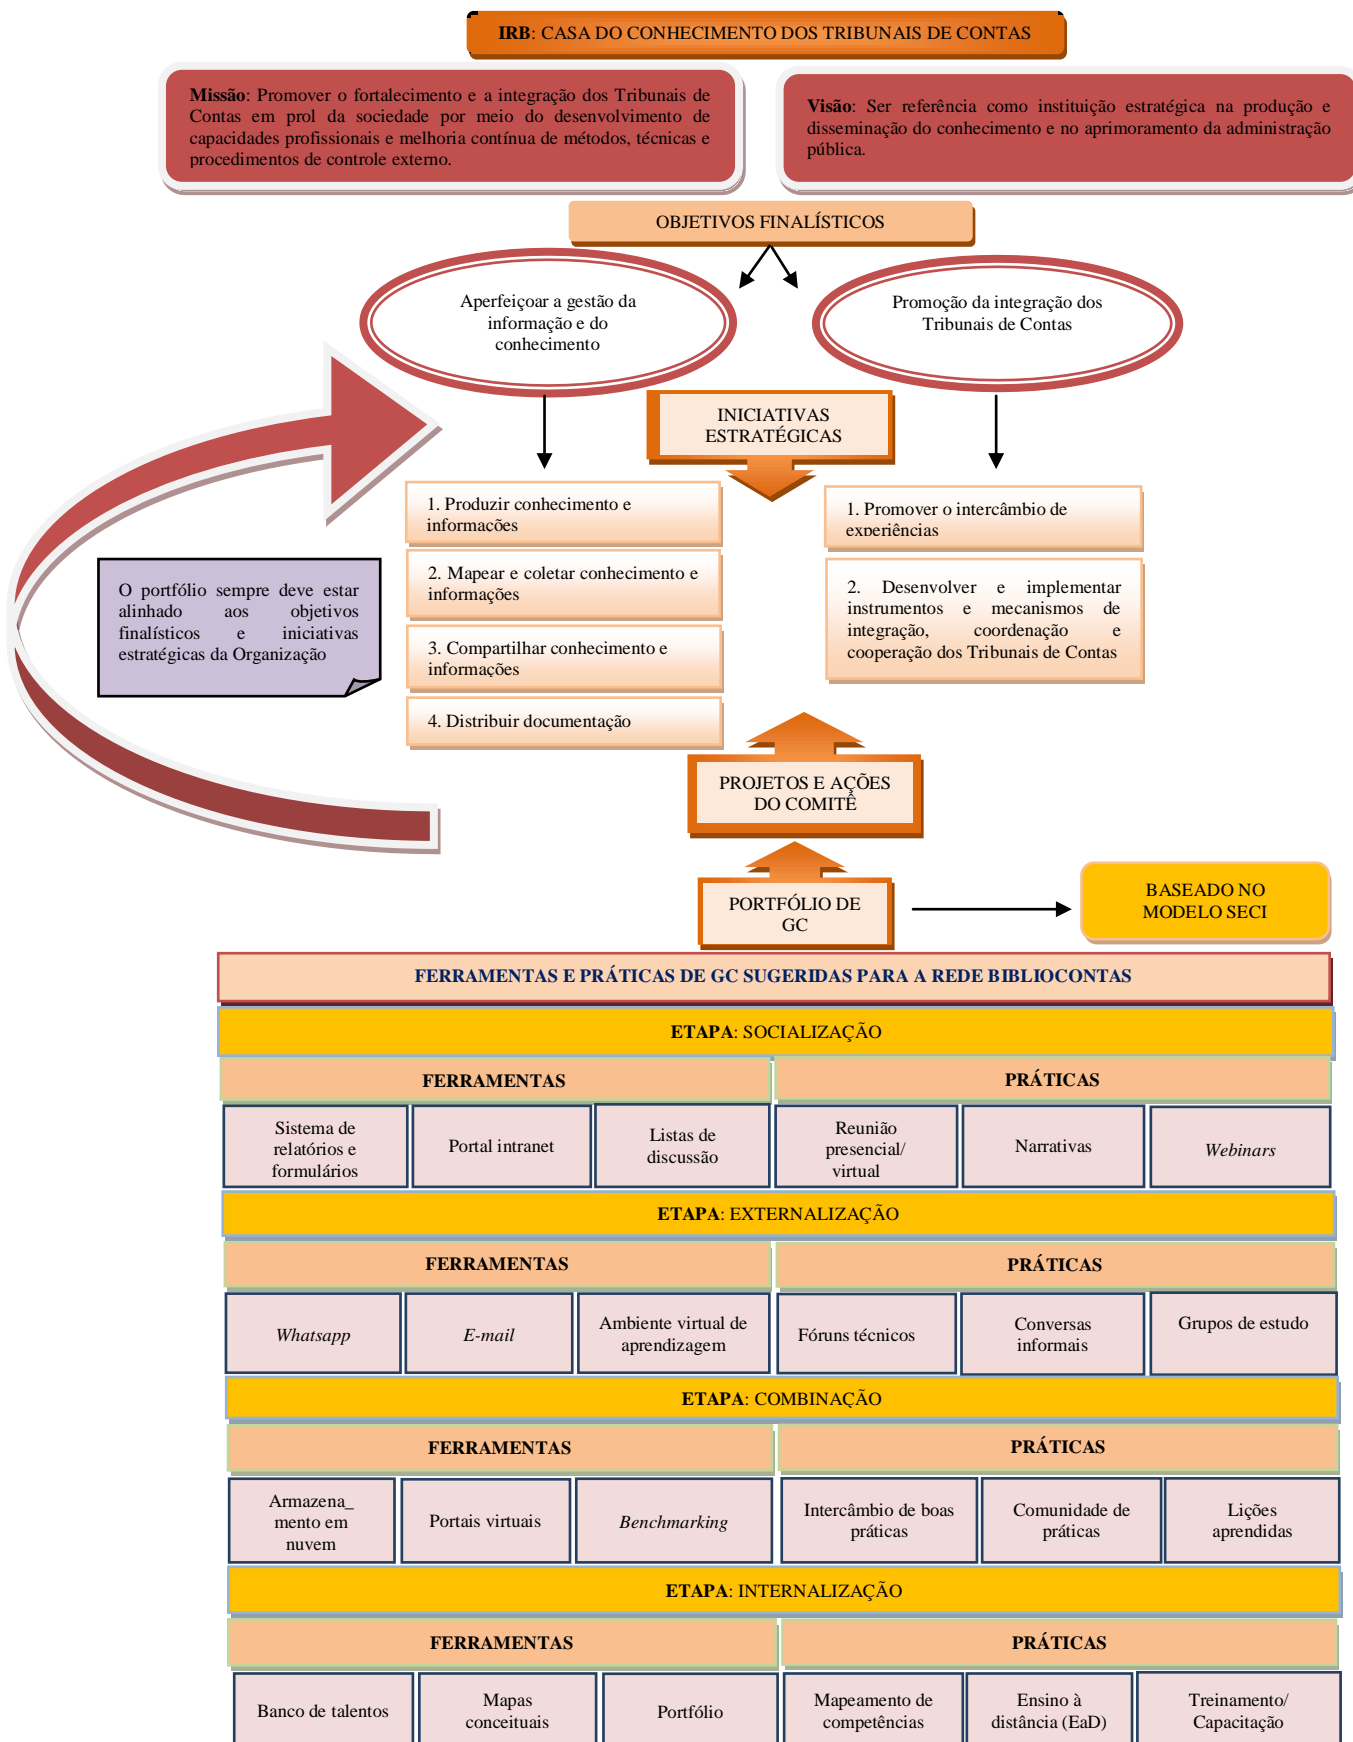 IRB: CASA DO CONHECIMENTO DOS TRIBUNAIS DE CONTAS
Missão: Promover o fortalecimento e a integração dos Tribunais de
Contas em prol da sociedade por meio do desenvolvimento de
capacidades profissionais e melhoria contínua de métodos, técnicas e
procedimentos de controle externo.
Visão: Ser referência como instituição estratégica na produção e
disseminação do conhecimento e no aprimoramento da administração
pública.
OBJETIVOS FINALÍSTICOS
Aperfeiçoar a gestão da
informação e do
conhecimento
Promoção da integração dos
Tribunais de Contas
INICIATIVAS
ESTRATÉGICAS
1. Produzir conhecimento e
informações
2. Mapear e coletar conhecimento e
informações
3. Compartilhar conhecimento e
informações
4. Distribuir documentação
1. Promover o intercâmbio de
experiências
2. Desenvolver e implementar
instrumentos e mecanismos de
integração, coordenação e
cooperação dos Tribunais de Contas
O portfólio sempre deve estar
alinhado aos objetivos
finalísticos e iniciativas
estratégicas da Organização
PROJETOS E AÇÕES
DO COMITÊ
PORTFÓLIO DE
GC
BASEADO NO
MODELO SECI
FERRAMENTAS E PRÁTICAS DE GC SUGERIDAS PARA A REDE BIBLIOCONTAS
ETAPA: SOCIALIZAÇÃO
FERRAMENTAS
PRÁTICAS
Sistema de
relatórios e
formulários
Portal intranet
Listas de
discussão
Reunião
presencial/
virtual
Narrativas
Webinars
ETAPA: EXTERNALIZAÇÃO
FERRAMENTAS
PRÁTICAS
Whatsapp
E-mail
Ambiente virtual de
aprendizagem
Fóruns técnicos
Conversas
informais
Grupos de estudo
ETAPA: COMBINAÇÃO
FERRAMENTAS
PRÁTICAS
Armazena_
mento em
nuvem
Portais virtuais
Benchmarking
Intercâmbio de boas
práticas
Comunidade de
práticas
Lições
aprendidas
ETAPA: INTERNALIZAÇÃO
FERRAMENTAS
PRÁTICAS
Banco de talentos
Mapas
conceituais
Portfólio
Mapeamento de
competências
Ensino à
distância (EaD)
Treinamento/
Capacitação